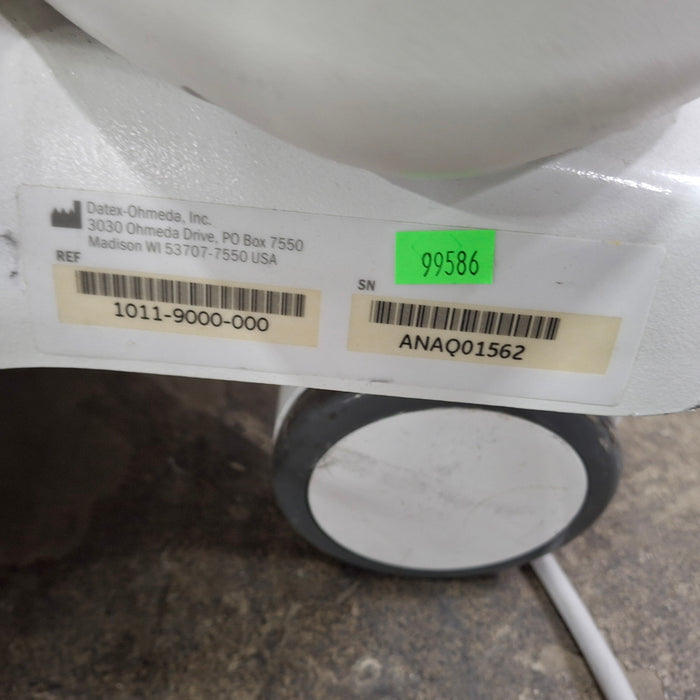 Datex-Ohmeda, Inc.
3030 Ohmeda Drive, PO Box 7550
Madison WI 53707-7550 USA
REF
1011-9000-000
99586
SN
ANAQ01562